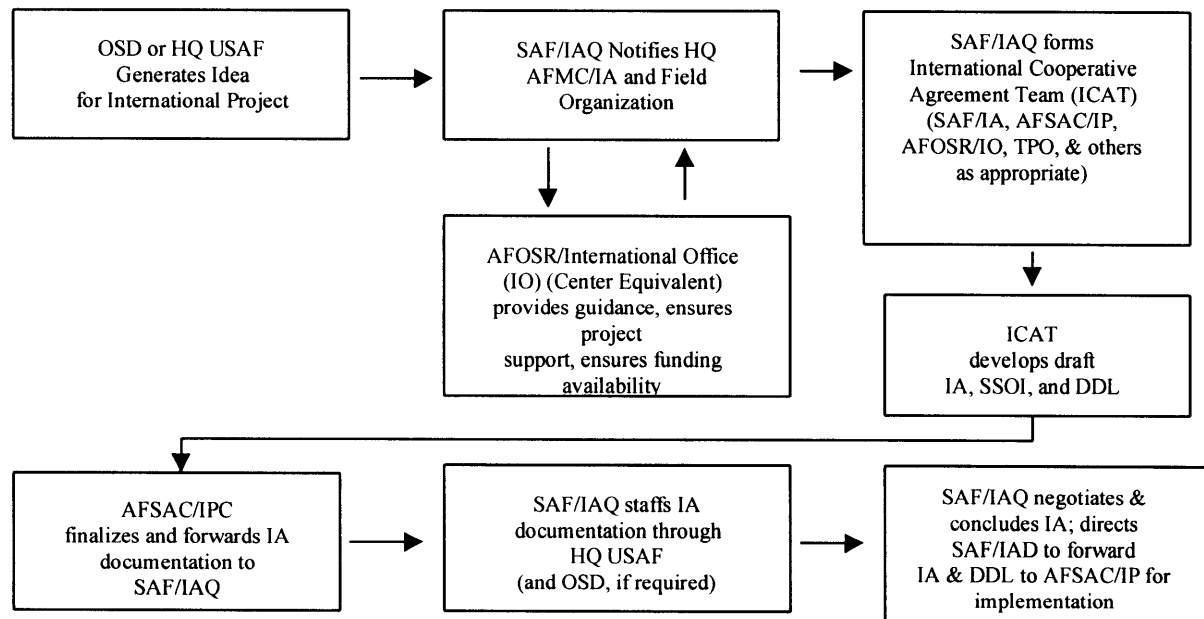 OSD or HQ USAF
Generates Idea
for International Project
SAF/IAQ Notifies HQ
AFMC/IA and Field
Organization
SAF/IAQ forms
International Cooperative
Agreement Team (ICAT)
(SAF/IA, AFSAC/IP,
AFOSR/IO, TPO, & others
as appropriate)
AFOSR/International Office
(IO) (Center Equivalent)
provides guidance, ensures
project
support, ensures funding
availability
ICAT
develops draft
IA, SSOI, and DDL
AFSAC/IPC
finalizes and forwards IA
documentation to
SAF/IAQ
SAF/IAQ staffs IA
documentation through
HQ USAF
(and OSD, if required)
SAF/IAQ negotiates &
concludes IA; directs
SAF/IAD to forward
IA & DDL to AFSAC/IP for
implementation